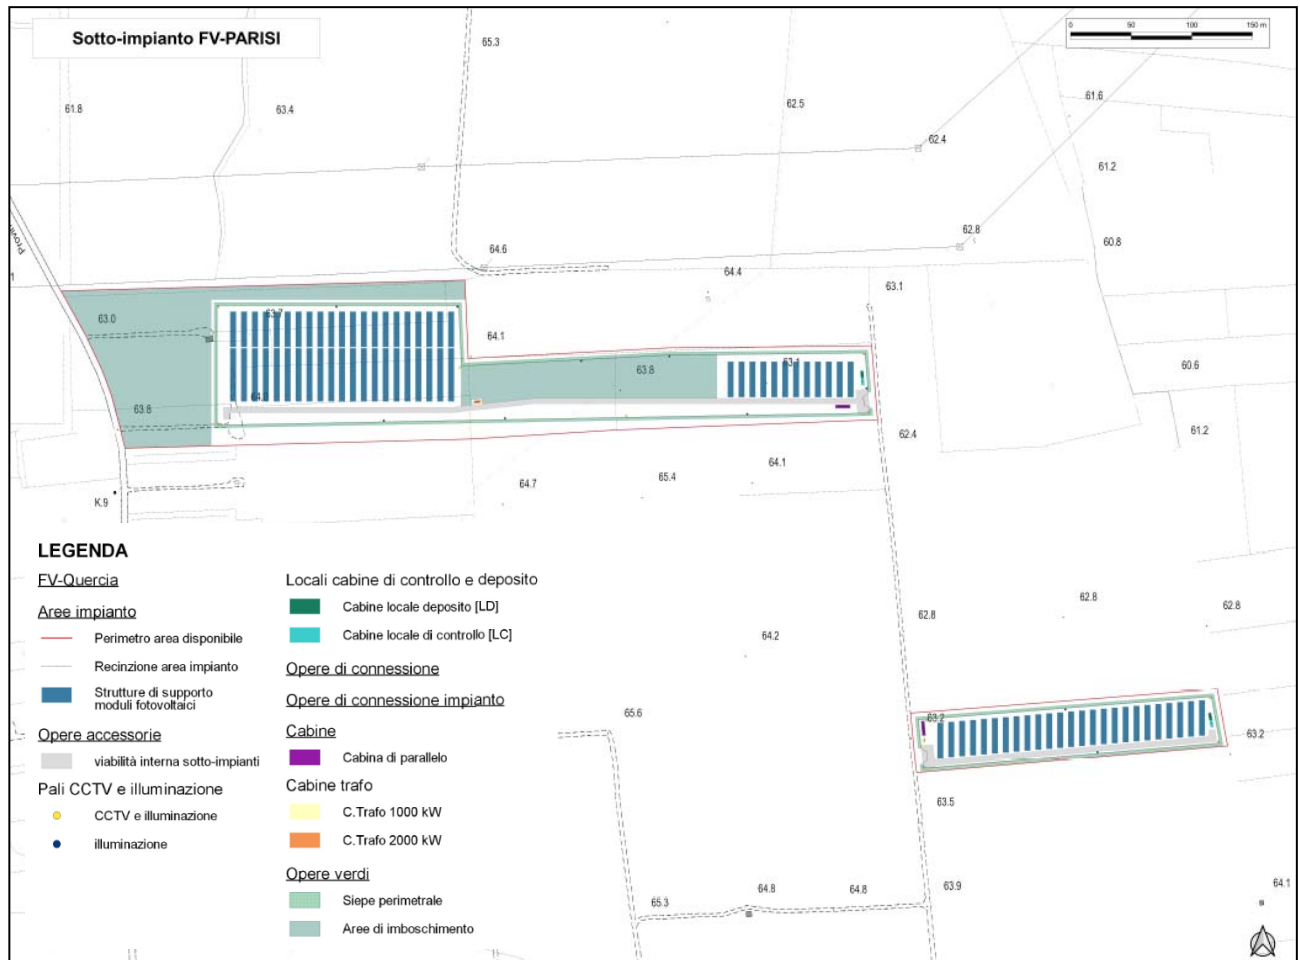 Sotto-impianto FV-PARISI
0 50 100 150 m
65.3
61.8
63.4
62.5
61.6
62.4
61.2
62.8
60.8
64.6
64.4
63.1
63.0
63.7
64.1
63.8
63.1
60.6
63.8
62.4
61.2
64.7
65.4
64.1
K.9
LEGENDA
FV-Quercia
Aree impianto
Perimetro area disponibile
Recinzione area impianto
Strutture di supporto
moduli fotovoltaici
Opere accessorie
viabilità interna sotto-impianti
Pali CCTV e illuminazione
CCTV e illuminazione
illuminazione
Locali cabine di controllo e deposito
Cabine locale deposito [LD]
Cabine locale di controllo [LC]
Opere di connessione
Opere di connessione impianto
Cabine
Cabina di parallelo
Cabine trafo
C.Trafo 1000 kW
C.Trafo 2000 kW
Opere verdi
Siepe perimetrale
Aree di imboschimento
62.8
62.8
62.8
64.2
65.6
63.2
63.2
63.5
63.9
64.8
64.8
65.3
64.1